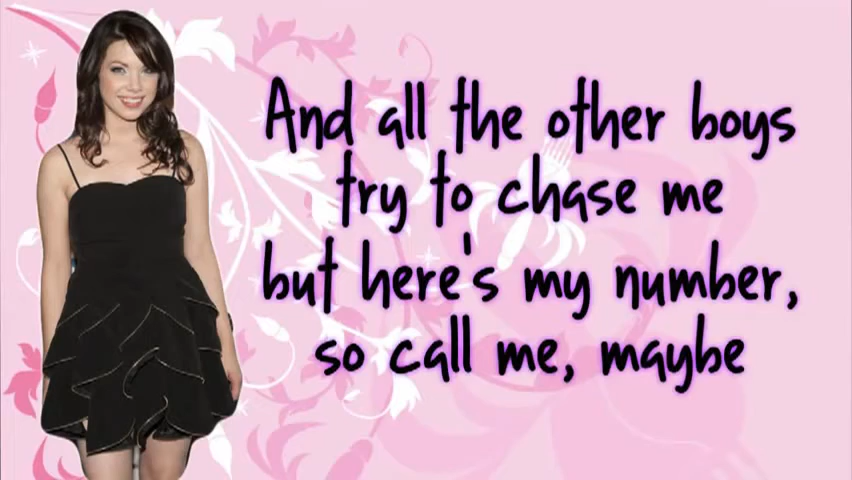 And all the other boys
try to chase me
but here's my number,
so call me, maybe